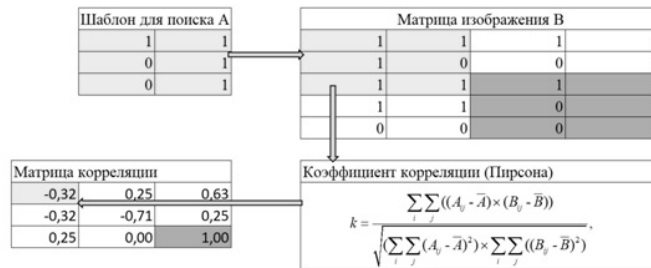 Шаблон для поиска A
1 1
0 1
0 1
Матрица изображения B
1 1 1
1 0 0
1 1 1
1 1 0
0 0 0
Матрица корреляции
-0,32 0,25 0,63
-0,32 -0,71 0,25
0,25 0,00 1,00
Коэффициент корреляции (Пирсона)
k = ∑i ∑j ((Aij - A̅) × (Bij - B̅)) / √(∑i ∑j (Aij - A̅)²) × ∑i ∑j ((Bij - B̅)²),